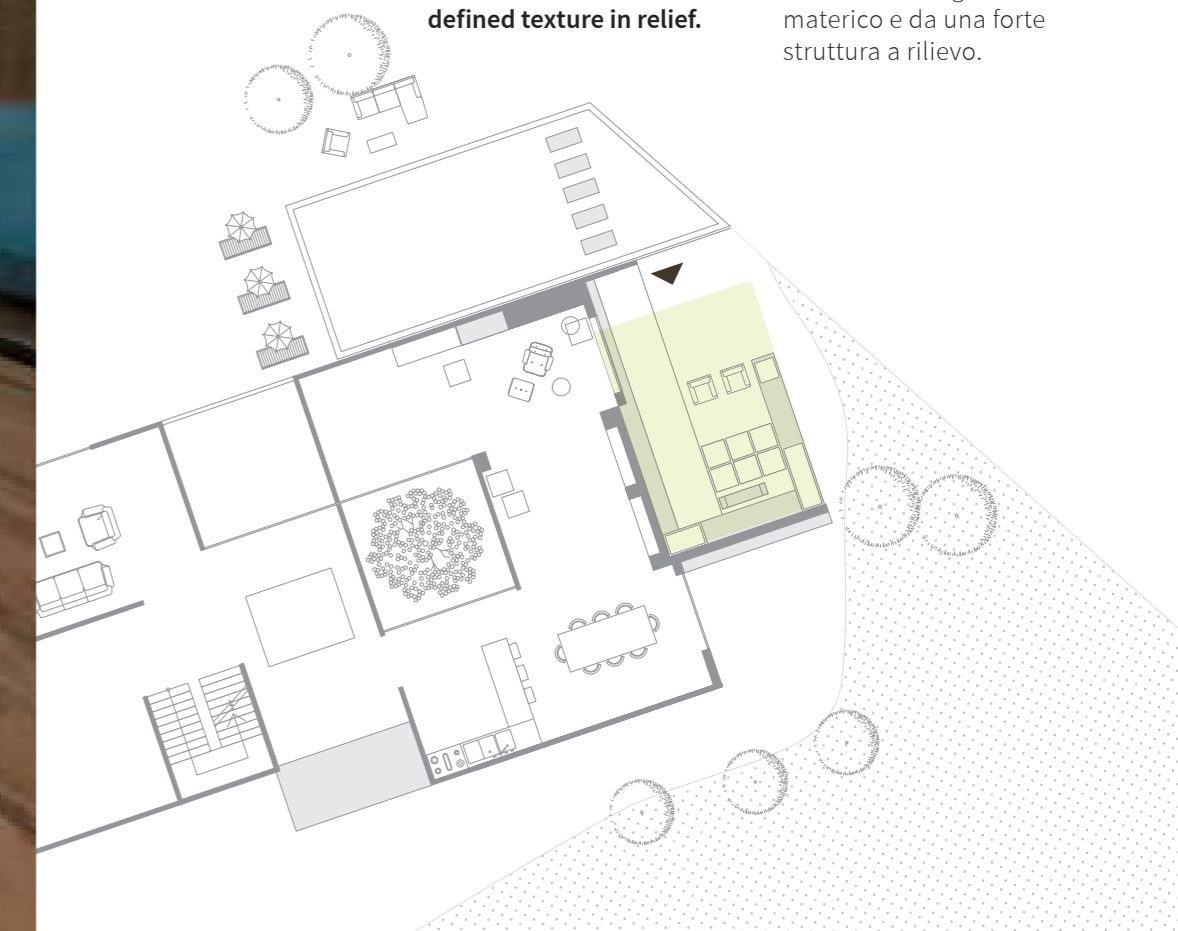 defined texture in relief.
materico e da una forte
struttura a rilievo.